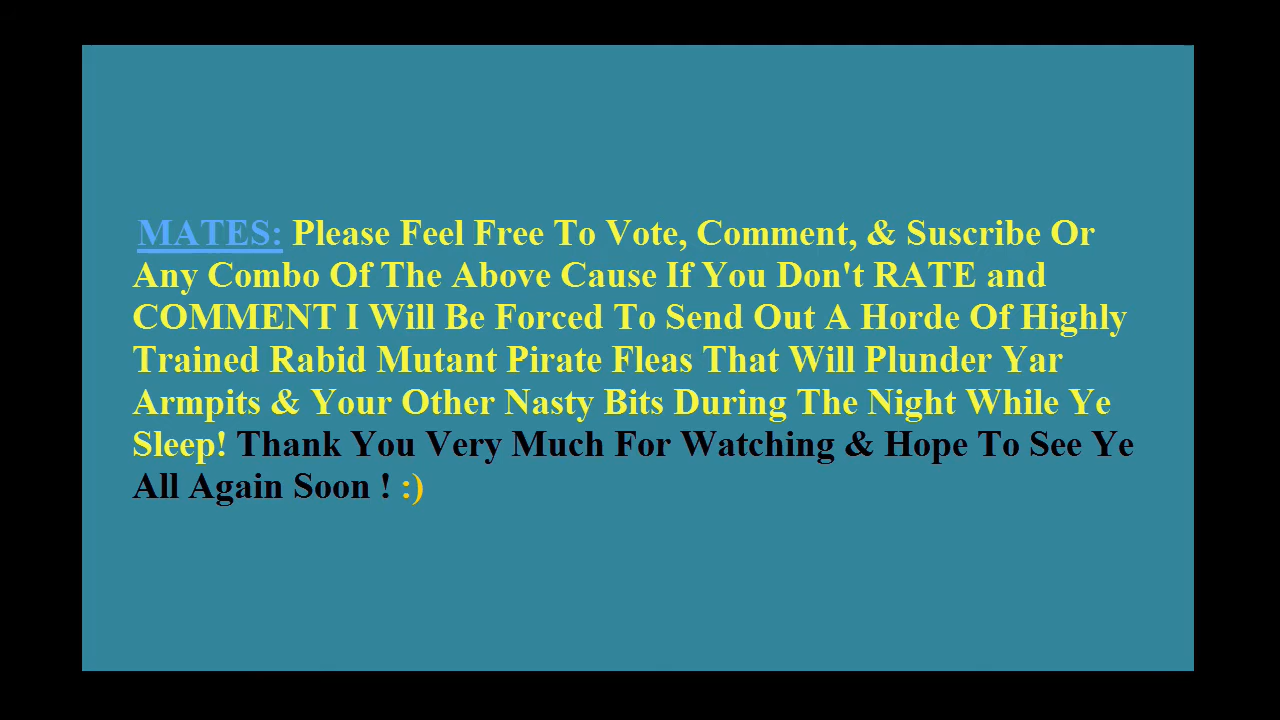 MATES: Please Feel Free To Vote, Comment, & Suscribe Or
Any Combo Of The Above Cause If You Don't RATE and
COMMENT I Will Be Forced To Send Out A Horde Of Highly
Trained Rabid Mutant Pirate Fleas That Will Plunder Yar
Armpits & Your Other Nasty Bits During The Night While Ye
Sleep! Thank You Very Much For Watching & Hope To See Ye
All Again Soon ! :)